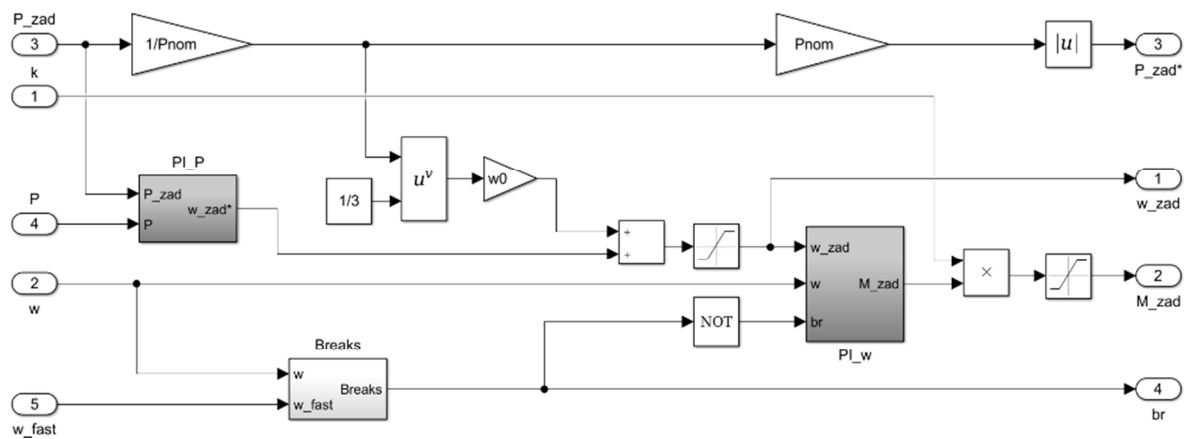 P_zad
3
1/Pnom
Pnom
|u|
3
P_zad*
k
1
PI_P
P_zad
P
w_zad*
P
4
1/3
u^v
w0
+
+
1
w_zad
w_zad
w
br
M_zad
PI_w
×
2
M_zad
2
w
NOT
Breaks
w
w_fast
Breaks
5
w_fast
4
br